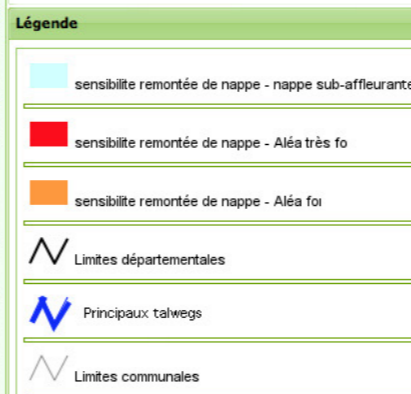 Légende
sensibilite remontée de nappe - nappe sub-affleurante
sensibilite remontée de nappe - Aléa très fo
sensibilite remontée de nappe - Aléa
Limites départementales
Principaux talwegs
Limites communales